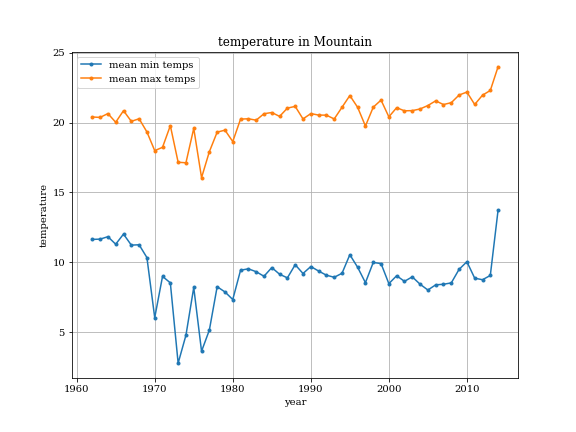 temperature in Mountain
mean min temps
mean max temps
25
20
15
10
5
temperature
1960 1970 1980 1990 2000 2010
year